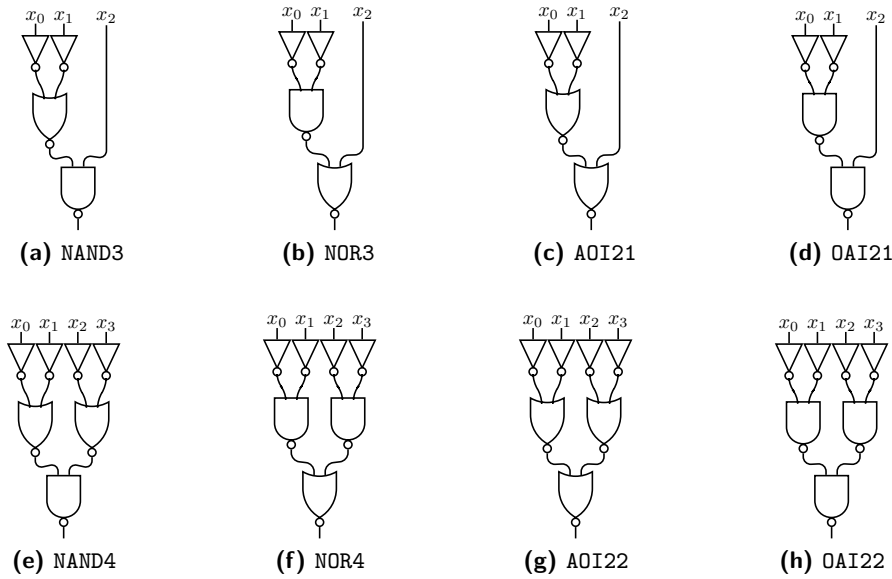 x₀ x₁ x₂ x₀ x₁ x₂ x₀ x₁ x₂ x₀ x₁ x₂
(a) NAND3 (b) NOR3 (c) AOI21 (d) OAI21
x₀ x₁ x₂ x₃ x₀ x₁ x₂ x₃ x₀ x₁ x₂ x₃ x₀ x₁ x₂ x₃
(e) NAND4 (f) NOR4 (g) AOI22 (h) OAI22